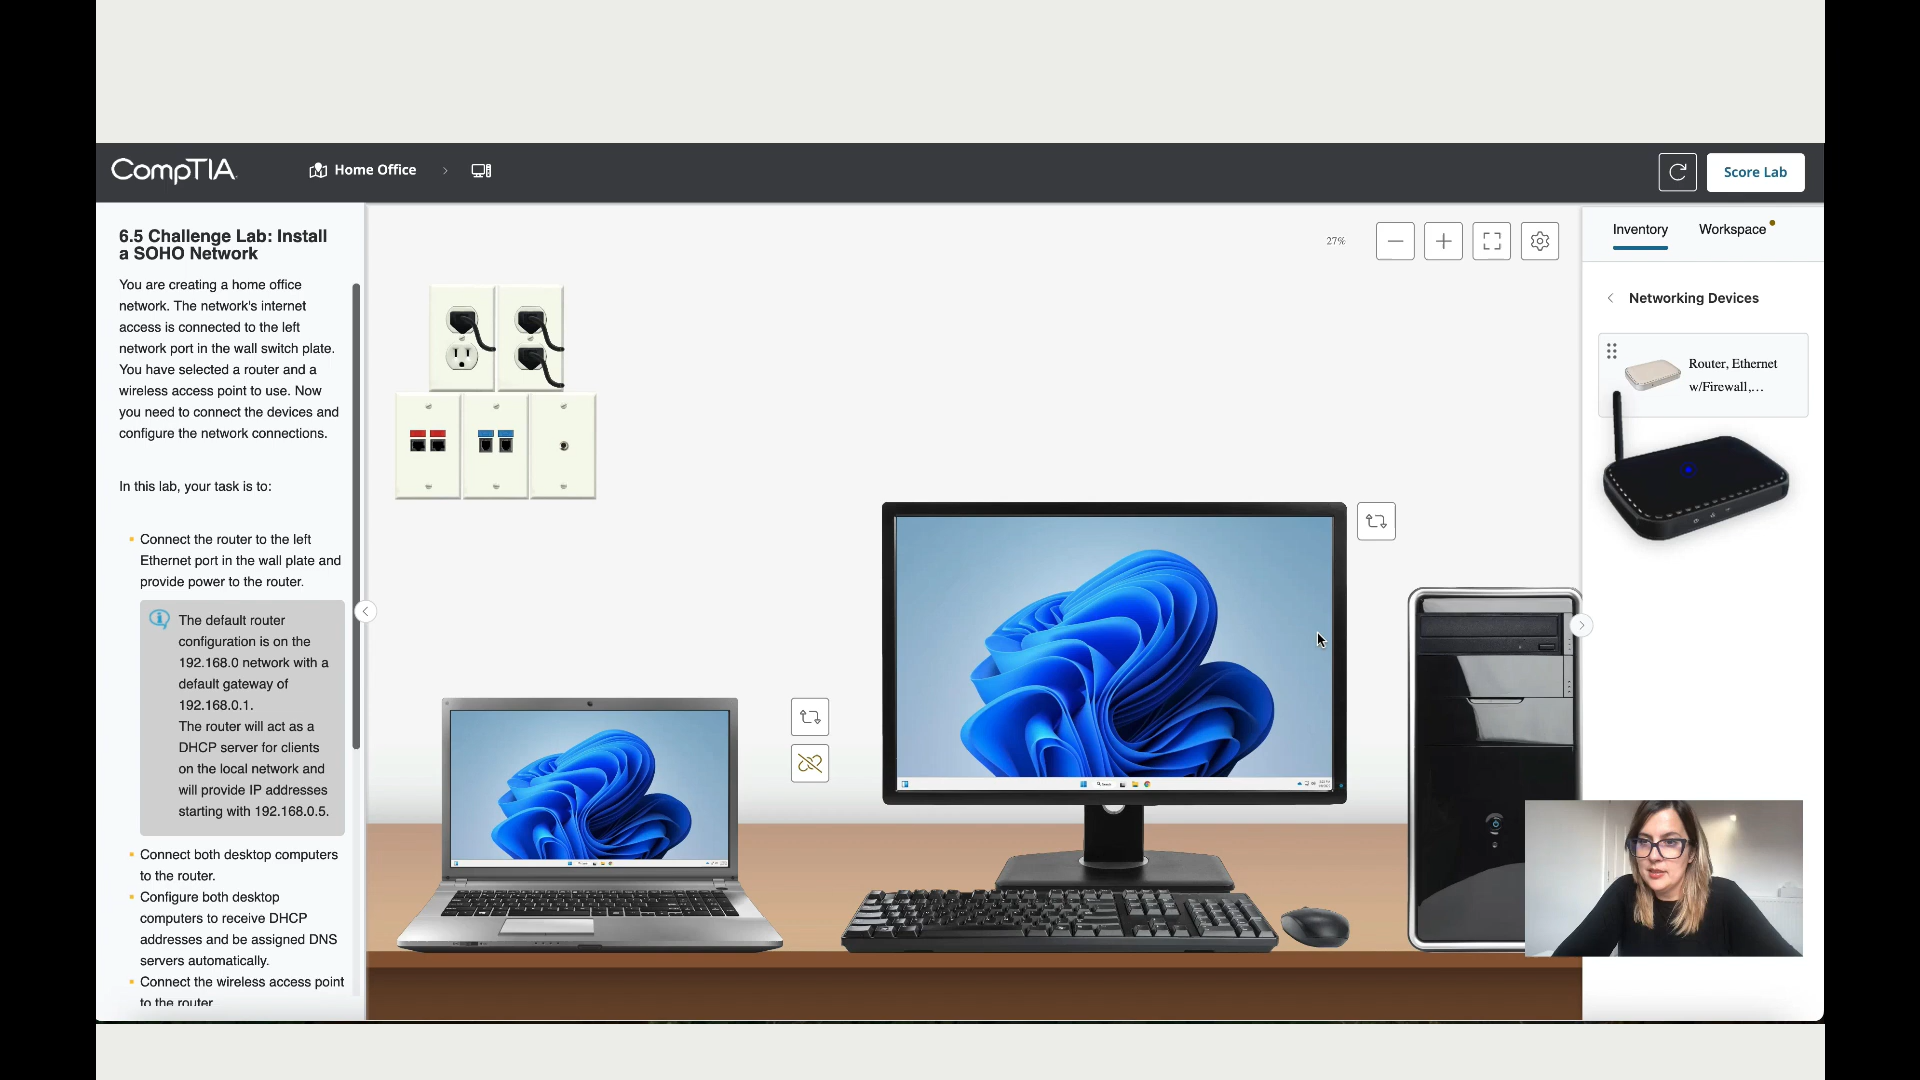 CompTIA.
Home Office
Score Lab
6.5 Challenge Lab: Install
a SOHO Network
You are creating a home office
network. The network's internet
access is connected to the left
network port in the wall switch plate.
You have selected a router and a
wireless access point to use. Now
you need to connect the devices and
configure the network connections.
In this lab, your task is to:
Connect the router to the left
Ethernet port in the wall plate and
provide power to the router.
The default router
configuration is on the
192.168.0 network with a
default gateway of
192.168.0.1.
The router will act as a
DHCP server for clients
on the local network and
will provide IP addresses
starting with 192.168.0.5.
Connect both desktop computers
to the router.
Configure both desktop
computers to receive DHCP
addresses and be assigned DNS
servers automatically.
Connect the wireless access point
to the router
27%
Inventory
Workspace
Networking Devices
Router, Ethernet
w/Firewall,...
Search